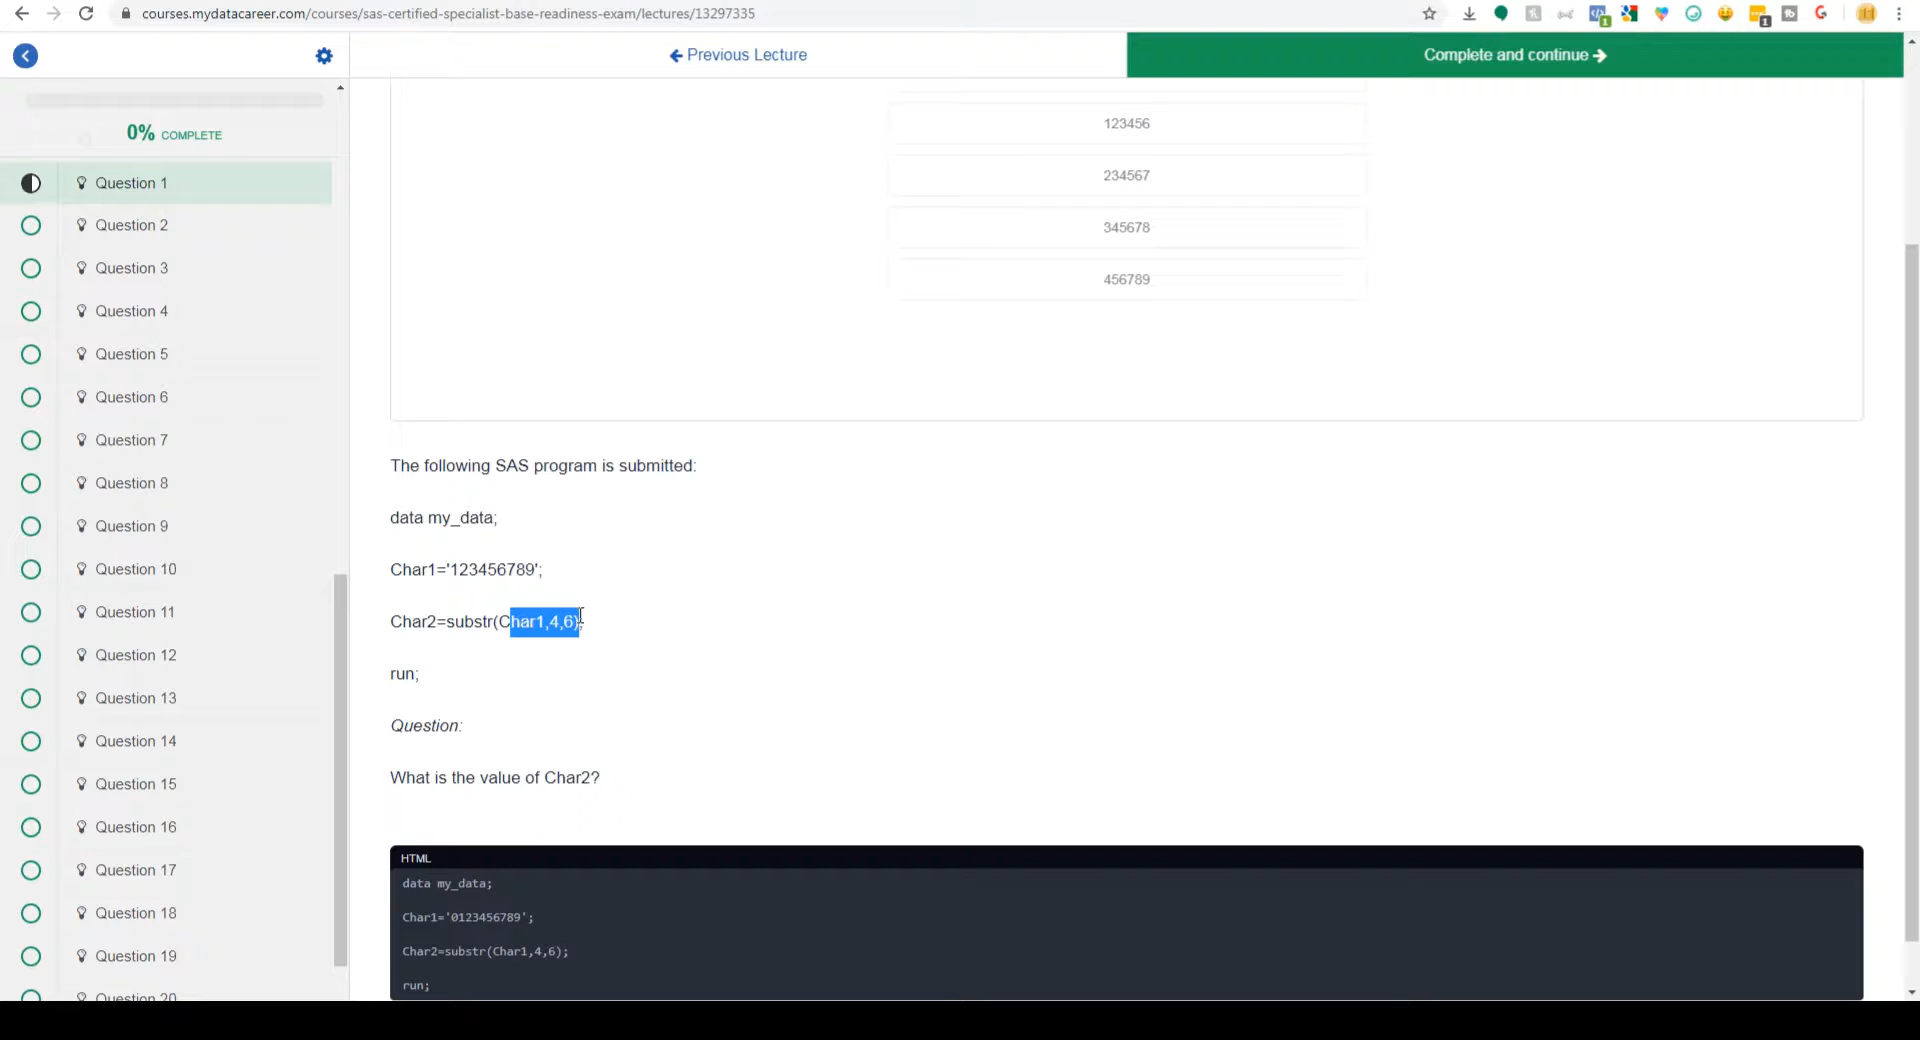 courses.mydatacareer.com/courses/sas-certified-specialist-base-readiness-exam/lectures/13297335
Previous Lecture
Complete and continue
0% COMPLETE
Question 1
Question 2
Question 3
Question 4
Question 5
Question 6
Question 7
Question 8
Question 9
Question 10
Question 11
Question 12
Question 13
Question 14
Question 15
Question 16
Question 17
Question 18
Question 19
Question 20
123456
234567
345678
456789
The following SAS program is submitted:
data my_data;
Char1='123456789';
Char2=substr(Char1,4,6);
run;
Question:
What is the value of Char2?
HTML
data my_data;
Char1='0123456789';
Char2=substr(Char1,4,6);
run;